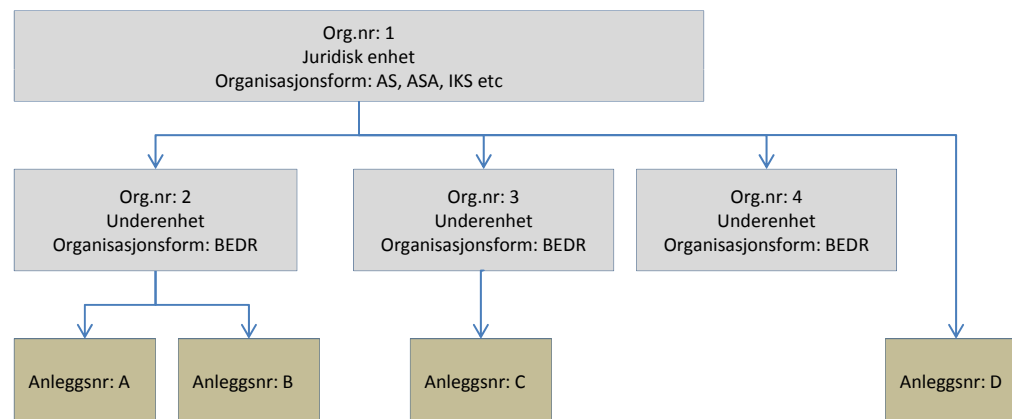 Org.nr: 1
Juridisk enhet
Organisasjonsform: AS, ASA, IKS etc
Org.nr: 2
Underenhet
Organisasjonsform: BEDR
Org.nr: 3
Underenhet
Organisasjonsform: BEDR
Org.nr: 4
Underenhet
Organisasjonsform: BEDR
Anleggsnr: A
Anleggsnr: B
Anleggsnr: C
Anleggsnr: D